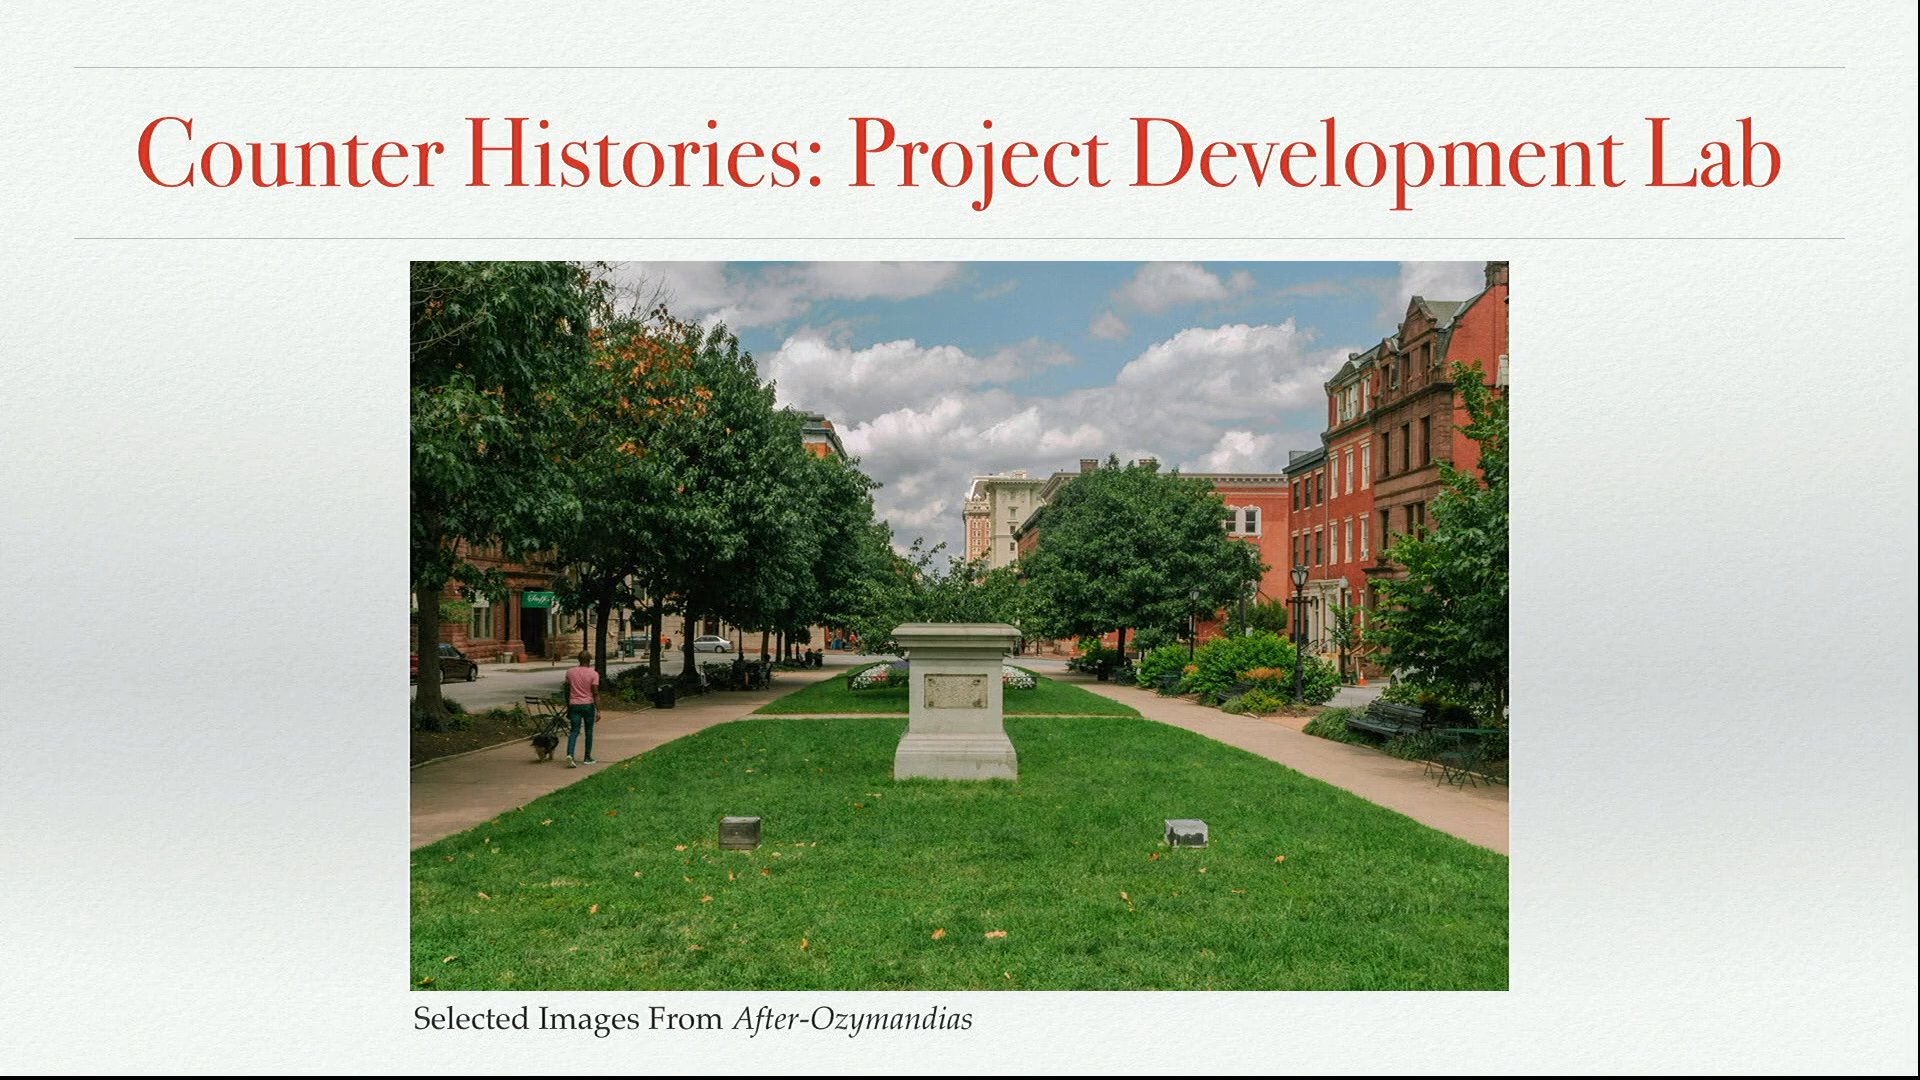 Counter Histories: Project Development Lab
Selected Images From After-Ozymandias